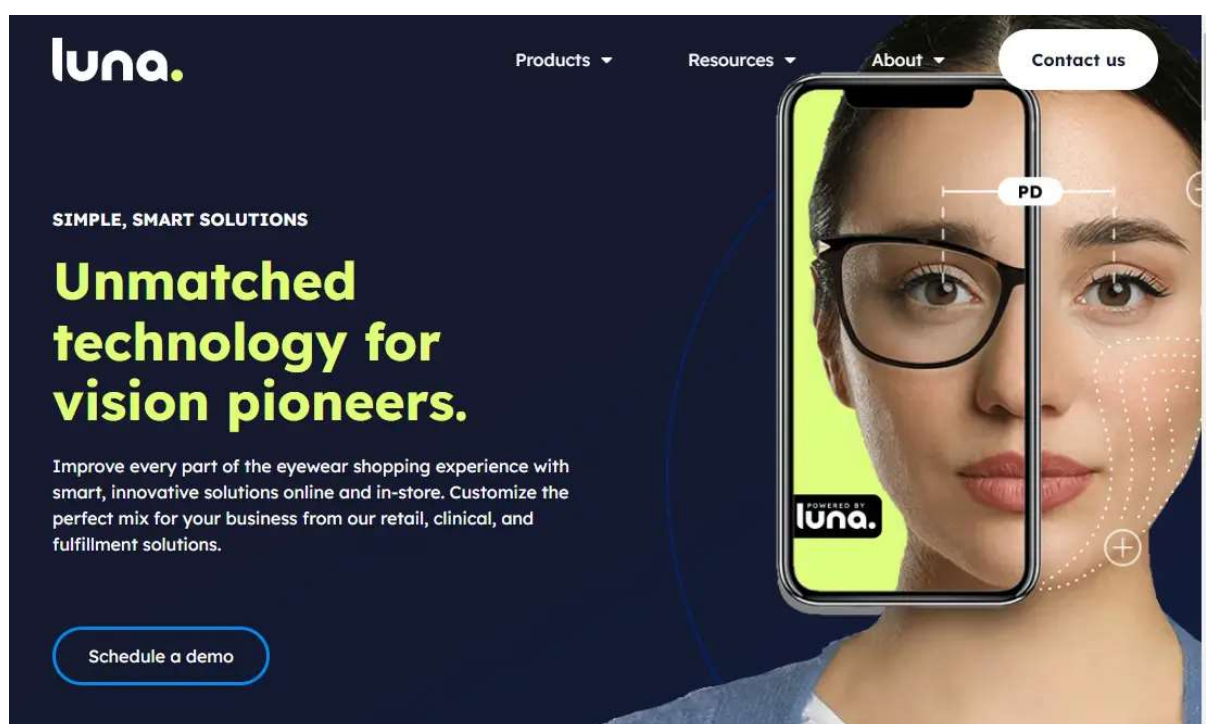 luna.
Products
Resources
About
Contact us
SIMPLE, SMART SOLUTIONS
Unmatched
technology for
vision pioneers.
Improve every part of the eyewear shopping experience with
smart, innovative solutions online and in-store. Customize the
perfect mix for your business from our retail, clinical, and
fulfillment solutions.
Schedule a demo
PD
POWERED BY
luna.